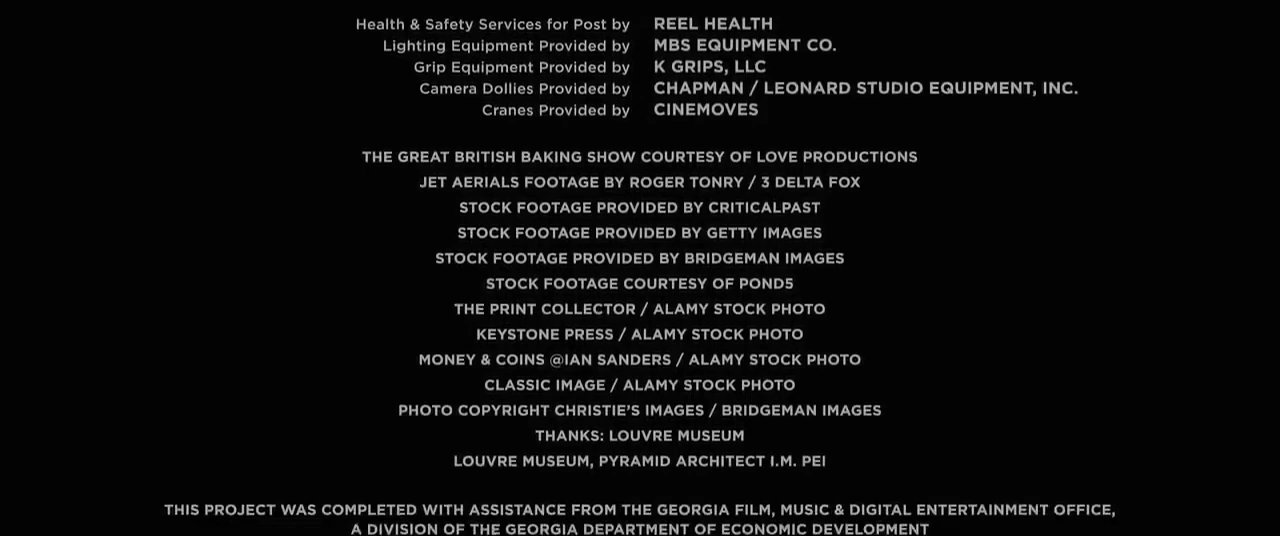 Health & Safety Services for Post by REEL HEALTH
Lighting Equipment Provided by MBS EQUIPMENT CO.
Grip Equipment Provided by K GRIPS, LLC
Camera Dollies Provided by CHAPMAN / LEONARD STUDIO EQUIPMENT, INC.
Cranes Provided by CINEMOVES
THE GREAT BRITISH BAKING SHOW COURTESY OF LOVE PRODUCTIONS
JET AERIALS FOOTAGE BY ROGER TONRY / 3 DELTA FOX
STOCK FOOTAGE PROVIDED BY CRITICALPAST
STOCK FOOTAGE PROVIDED BY GETTY IMAGES
STOCK FOOTAGE PROVIDED BY BRIDGEMAN IMAGES
STOCK FOOTAGE COURTESY OF POND5
THE PRINT COLLECTOR / ALAMY STOCK PHOTO
KEYSTONE PRESS / ALAMY STOCK PHOTO
MONEY & COINS @IAN SANDERS / ALAMY STOCK PHOTO
CLASSIC IMAGE / ALAMY STOCK PHOTO
PHOTO COPYRIGHT CHRISTIE'S IMAGES / BRIDGEMAN IMAGES
THANKS: LOUVRE MUSEUM
LOUVRE MUSEUM, PYRAMID ARCHITECT I.M. PEI
THIS PROJECT WAS COMPLETED WITH ASSISTANCE FROM THE GEORGIA FILM, MUSIC & DIGITAL ENTERTAINMENT OFFICE,
A DIVISION OF THE GEORGIA DEPARTMENT OF ECONOMIC DEVELOPMENT